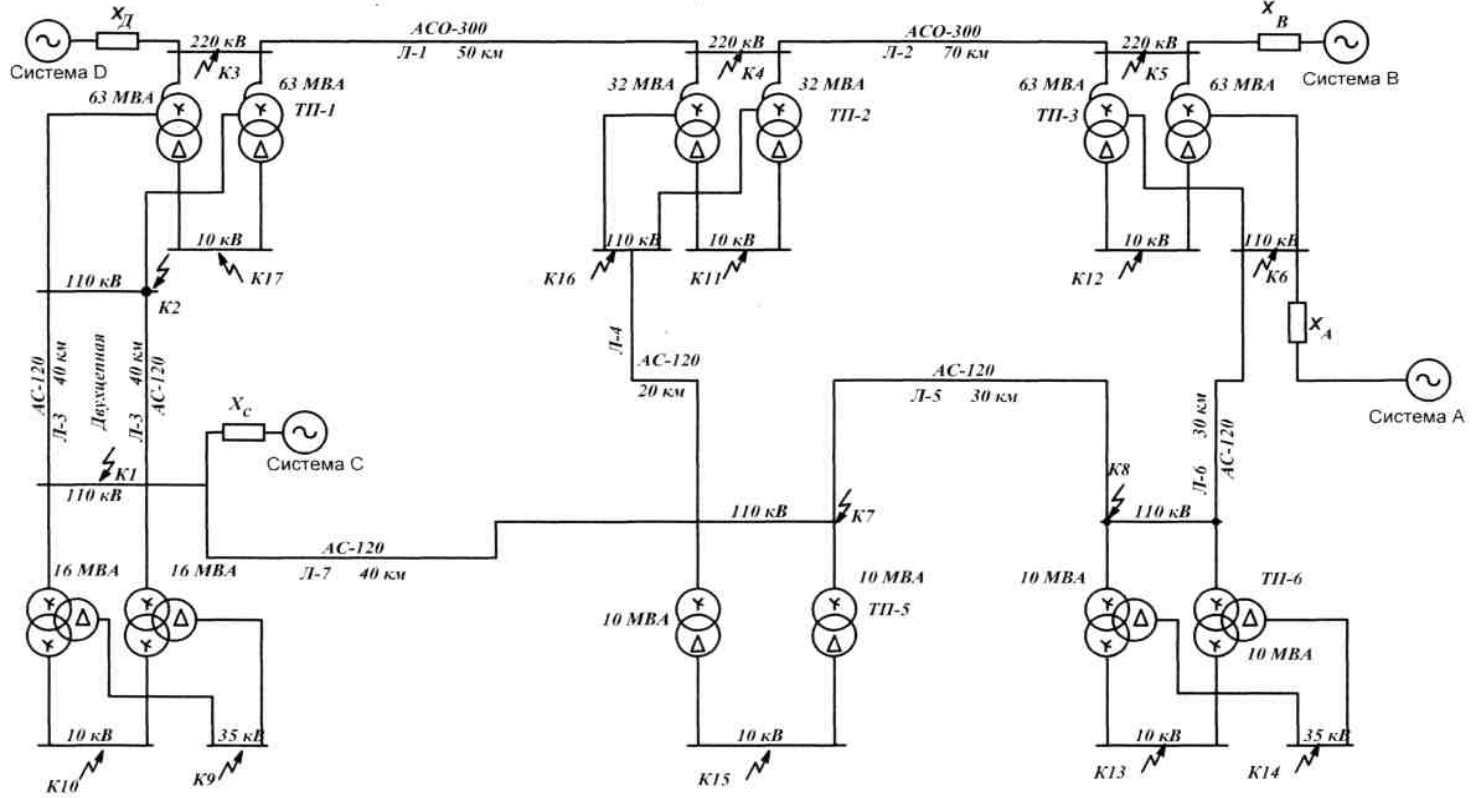 XД
Система D
220 кВ
К3
АСО-300
Л-1 50 км
220 кВ
К4
АСО-300
Л-2 70 км
220 кВ
К5
X В
Система B
63 МВА
63 МВА
ТП-1
32 МВА
32 МВА
ТП-2
63 МВА
ТП-3
63 МВА
10 кВ
К17
110 кВ
К16
10 кВ
К11
10 кВ
К12
110 кВ
К6
110 кВ
К2
XА
Система А
АС-120
Л-3 40 км
Двухцепная
Л-3 40 км
АС-120
Л-4
АС-120
20 км
АС-120
Л-5 30 км
Л-6 30 км
АС-120
Xс
Система С
К1
110 кВ
АС-120
Л-7 40 км
110 кВ
К7
К8
110 кВ
16 МВА
16 МВА
10 МВА
10 МВА
ТП-5
10 МВА
ТП-6
10 МВА
10 кВ
К10
35 кВ
К9
10 кВ
К15
10 кВ
К13
35 кВ
К14